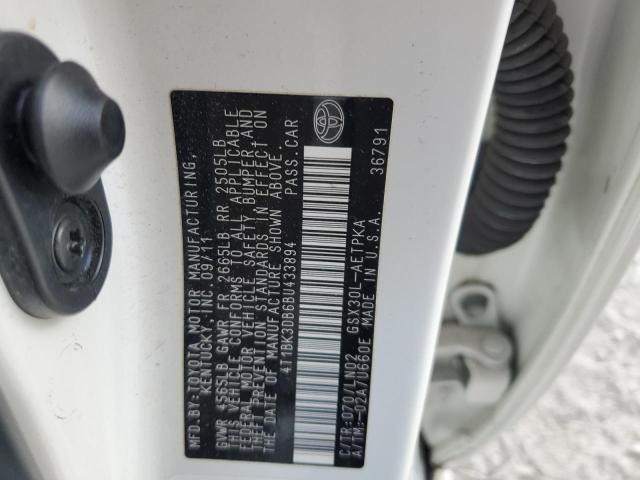 MFD.BY: TOYOTA MOTOR MANUFACTURING,
KENTUCKY, INC. 09/11
GVWR 4565LB GAWR FR 2665LB RR 2505LB
THIS VEHICLE CONFORMS TO ALL APPLICABLE
FEDERAL MOTOR VEHICLE SAFETY, BUMPER AND
THEFT PREVENTION STANDARDS IN EFFECT ON
THE DATE OF MANUFACTURE SHOWN ABOVE.
4T1BK3DB6BU433894 PASS.CAR
C/TR:070/LN02 GSX30L-AETPKA
A/TM:-02A/U660E MADE IN U.S.A. 36791